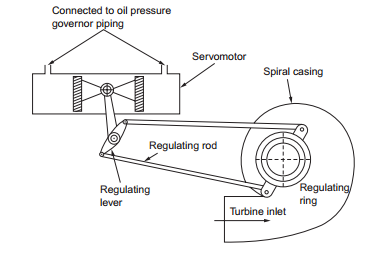 Connected to oil pressure
governor piping
Servomotor
Spiral casing
Regulating rod
Regulating
lever
Regulating
ring
Turbine inlet